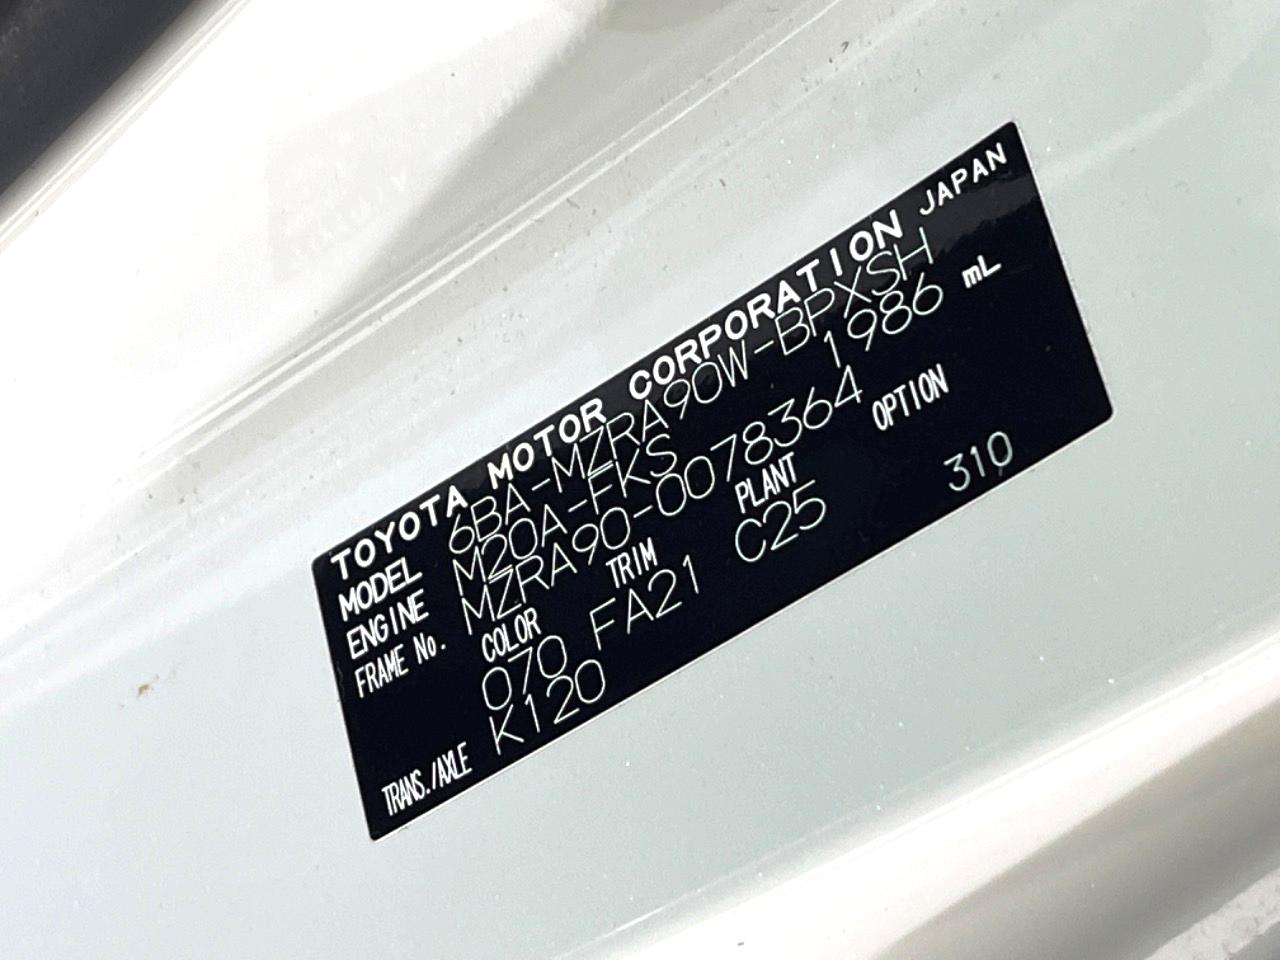 TOYOTA MOTOR CORPORATION JAPAN
MODEL 6BA-MZRA90W-BPXSH
ENGINE M20A-FKS 1986 mL
FRAME No. MZRA90-0078364
COLOR TRIM PLANT OPTION
070 FA21 C25 310
TRANS./AXLE K120